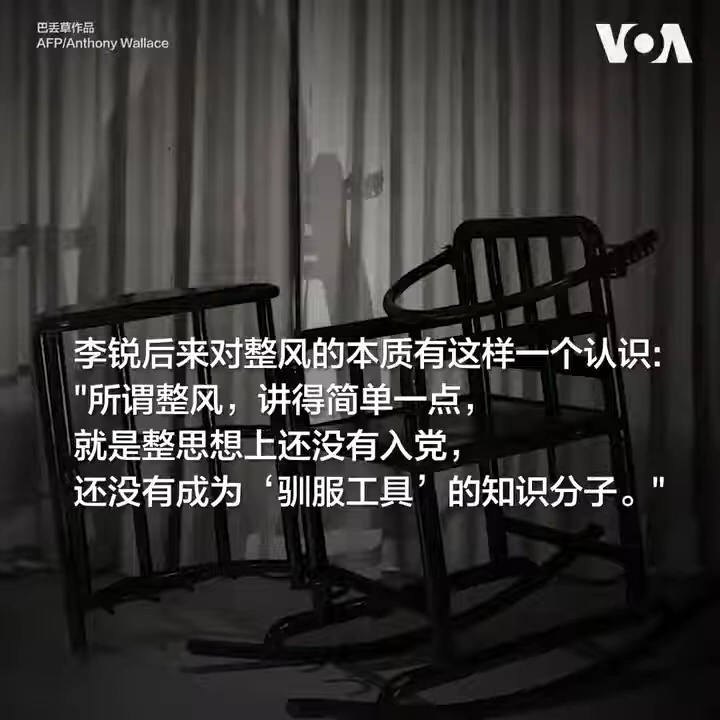 巴丢草作品
AFP/Anthony Wallace
VOA
李锐后来对整风的本质有这样一个认识:
"所谓整风，讲得简单一点，
就是整思想上还没有入党，
还没有成为‘驯服工具’的知识分子。"